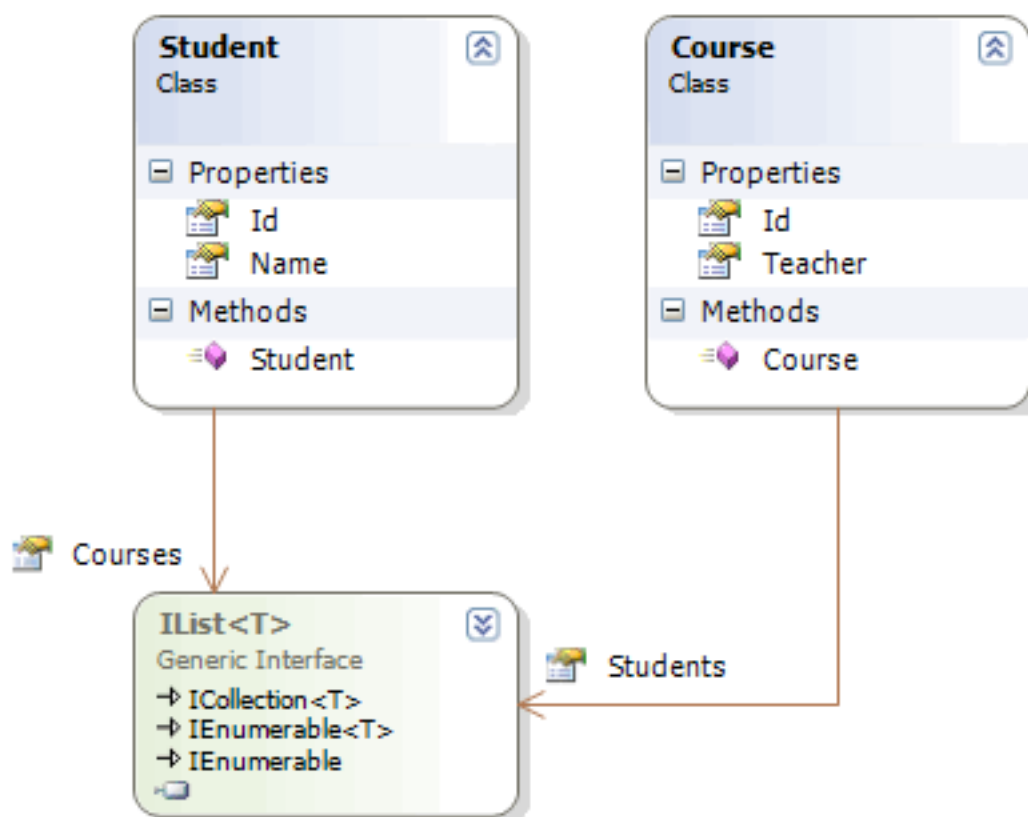 Student
Class
Properties
Id
Name
Methods
Student
Course
Class
Properties
Id
Teacher
Methods
Course
Courses
Students
IList<T>
Generic Interface
ICollection<T>
IEnumerable<T>
IEnumerable